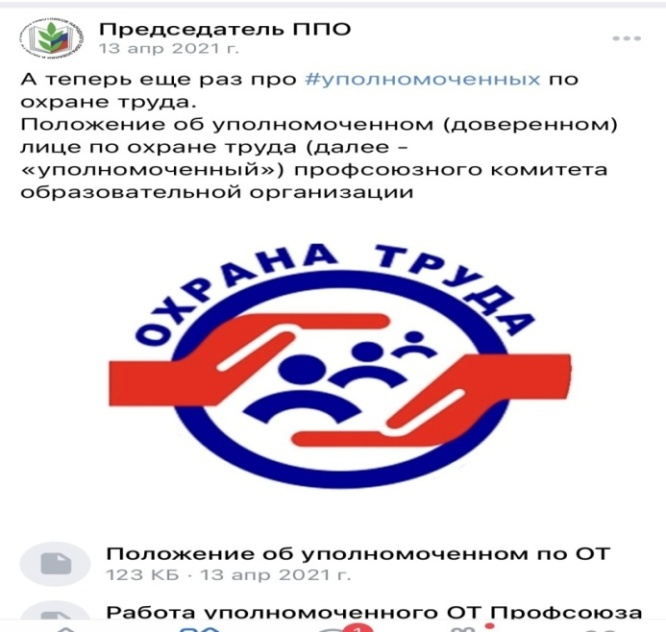 Председатель ППО
13 апр 2021 г.
А теперь еще раз про #уполномоченных по
охране труда.
Положение об уполномоченном (доверенном)
лице по охране труда (далее –
«уполномоченный») профсоюзного комитета
образовательной организации
ОХРАНА ТРУДА
Положение об уполномоченном по ОТ
123 КБ · 13 апр 2021 г.
Работа уполномоченного ОТ Профсоюза
1